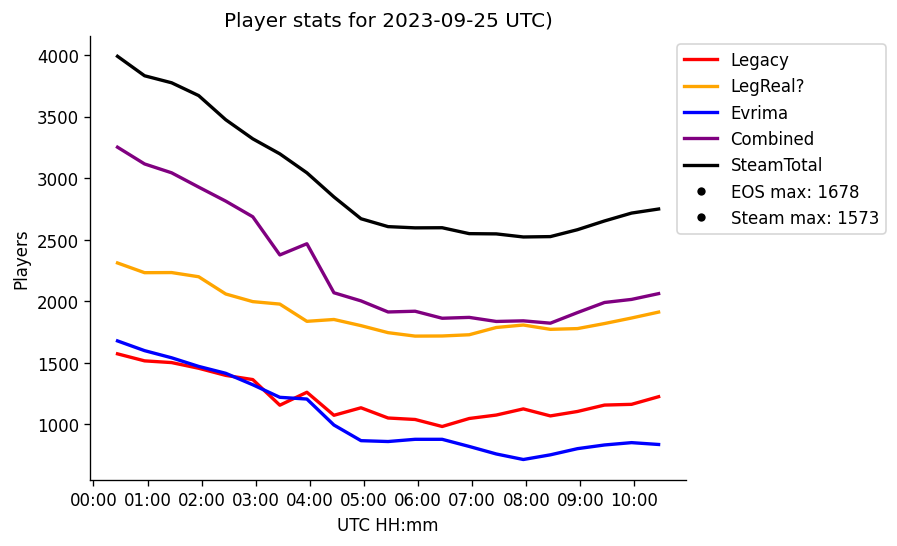 Player stats for 2023-09-25 UTC)
Legacy
LegReal?
Evrima
Combined
SteamTotal
EOS max: 1678
Steam max: 1573
Players
4000
3500
3000
2500
2000
1500
1000
00:00 01:00 02:00 03:00 04:00 05:00 06:00 07:00 08:00 09:00 10:00
UTC HH:mm